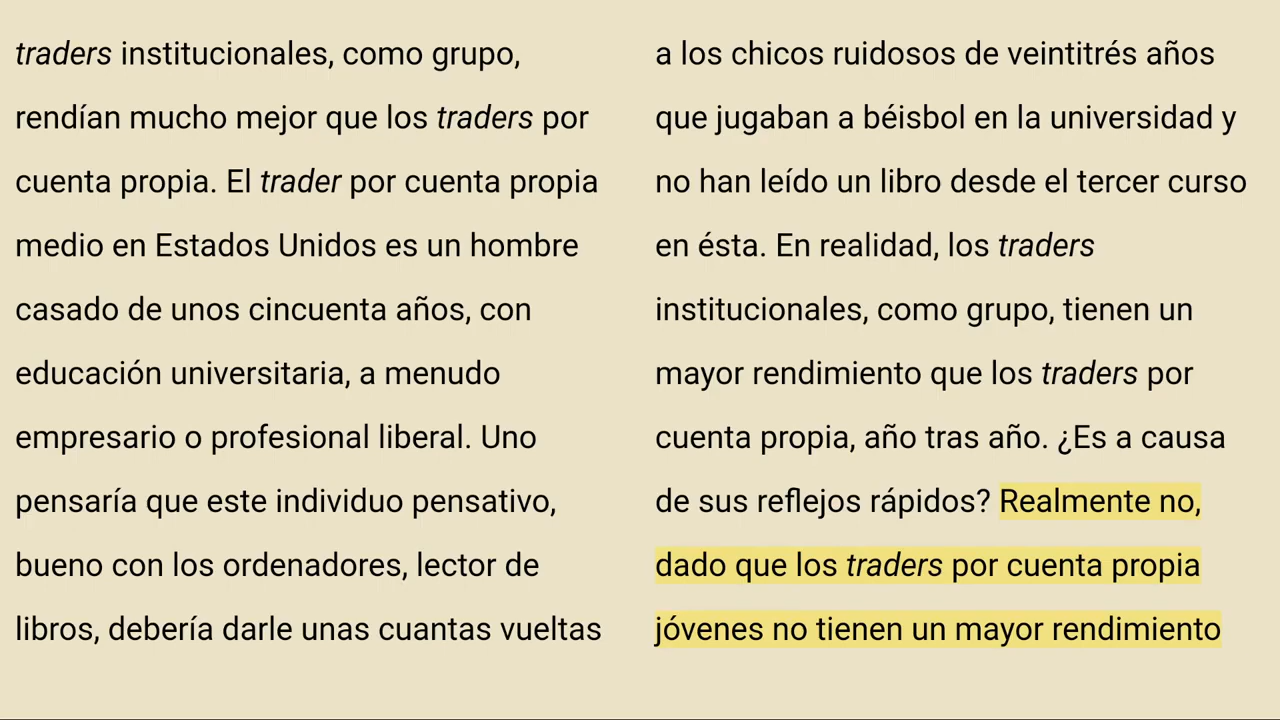 traders institucionales, como grupo,
rendían mucho mejor que los traders por
cuenta propia. El trader por cuenta propia
medio en Estados Unidos es un hombre
casado de unos cincuenta años, con
educación universitaria, a menudo
empresario o profesional liberal. Uno
pensaría que este individuo pensativo,
bueno con los ordenadores, lector de
libros, debería darle unas cuantas vueltas
a los chicos ruidosos de veintitrés años
que jugaban a béisbol en la universidad y
no han leído un libro desde el tercer curso
en ésta. En realidad, los traders
institucionales, como grupo, tienen un
mayor rendimiento que los traders por
cuenta propia, año tras año. ¿Es a causa
de sus reflejos rápidos? Realmente no,
dado que los traders por cuenta propia
jóvenes no tienen un mayor rendimiento